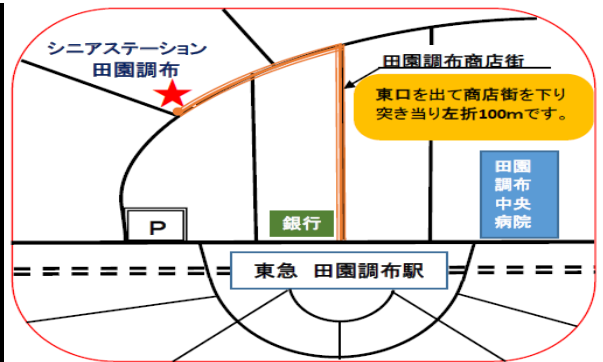 シニアステーション
田園調布
田園調布商店街
東口を出て商店街を下り
突き当り左折100mです。
田園
調布
中央
病院
銀行
P
東急 田園調布駅